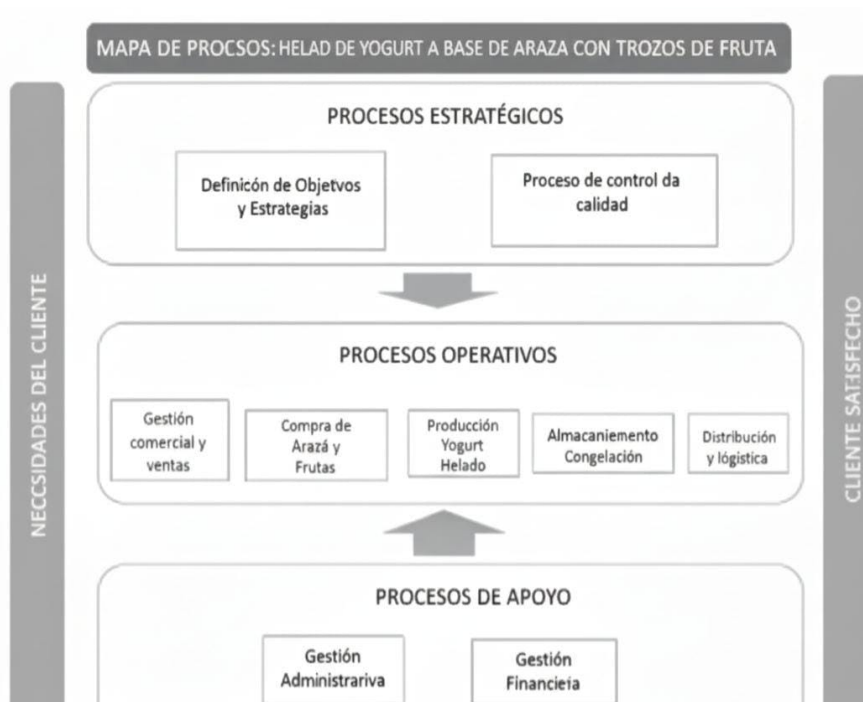 MAPA DE PROCSOS: HELAD DE YOGURT A BASE DE ARAZA CON TROZOS DE FRUTA
NECCSIDADES DEL CLIENTE
PROCESOS ESTRATÉGICOS
Definicón de Objetvos
y Estrategias
Proceso de control da
calidad
PROCESOS OPERATIVOS
Gestión
comercial y
ventas
Compra de
Arazá y
Frutas
Producción
Yogurt
Helado
Almacaniemento
Congelación
Distribución
y lógistica
PROCESOS DE APOYO
Gestión
Administrariva
Gestión
Financieía
CLIENTE SATISFECHO